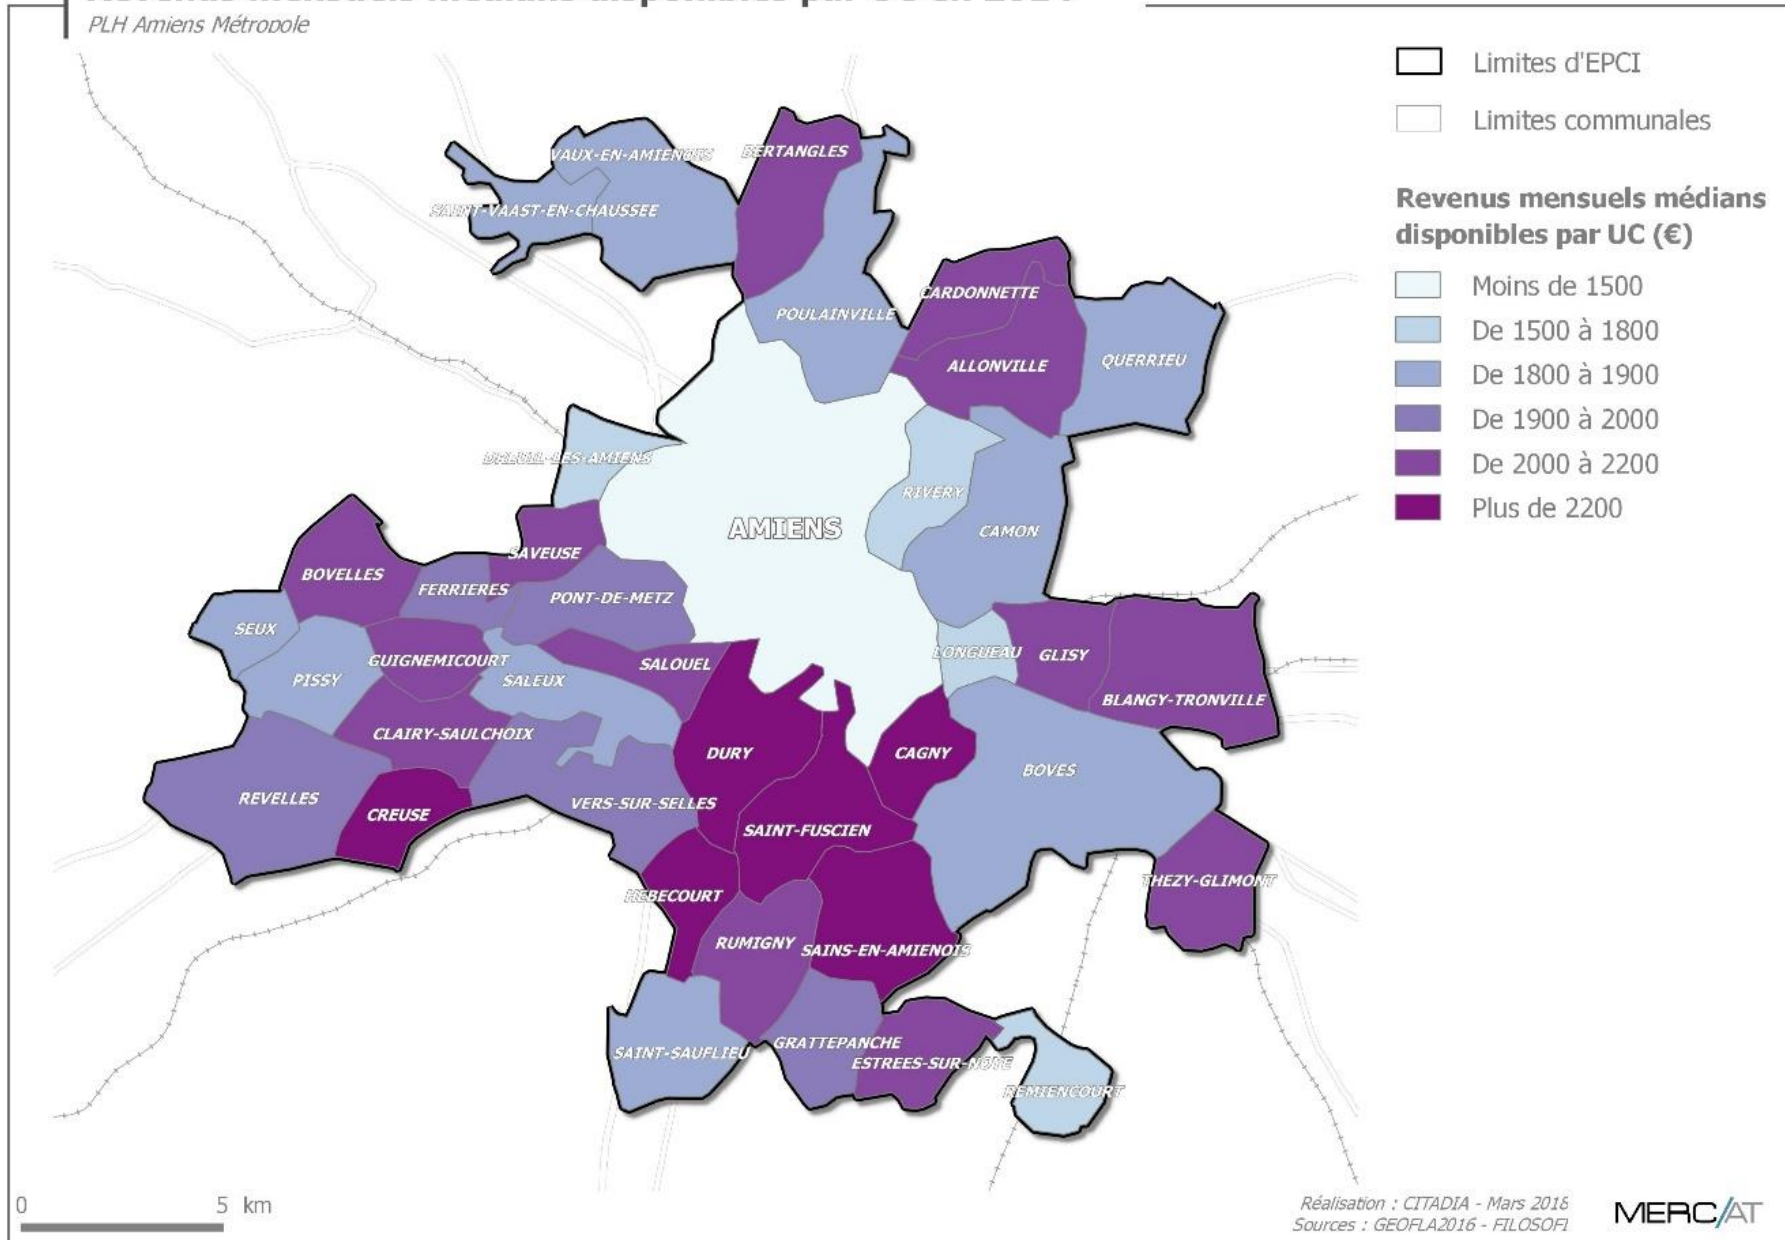 PLH Amiens Métropole
Limites d'EPCI
Limites communales
Revenus mensuels médians
disponibles par UC (€)
Moins de 1500
De 1500 à 1800
De 1800 à 1900
De 1900 à 2000
De 2000 à 2200
Plus de 2200
VAUX-EN-AMIENOIS
BERTANGLES
SAINT-VAAST-EN-CHAUSSEE
CARDONNETTE
POULAINVILLE
ALLONVILLE
QUERRIEU
DREUIL-LES-AMIENS
RIVERY
AMIENS
CAMON
SAVEUSE
BOVELLES
FERRIERES
PONT-DE-METZ
SEUX
GUIGNEMICOURT
SALOUEL
LONGUEAU
GLISY
PISSY
SALEUX
BLANGY-TRONVILLE
CLAIRY-SAULCHOIX
DURY
CAGNY
BOVES
REVELLES
VERS-SUR-SELLES
CREUSE
SAINT-FUSCIEN
THEZY-GLIMONT
HEBECOURT
RUMIGNY
SAINS-EN-AMIENOIS
GRATTEPANCHE
SAINT-SAUFLIEU
ESTREES-SUR-NOYE
REMIENCOURT
0 5 km
Réalisation : CITADIA - Mars 2018
Sources : GEOFLA2016 - FILOSOFI
MERC/AT